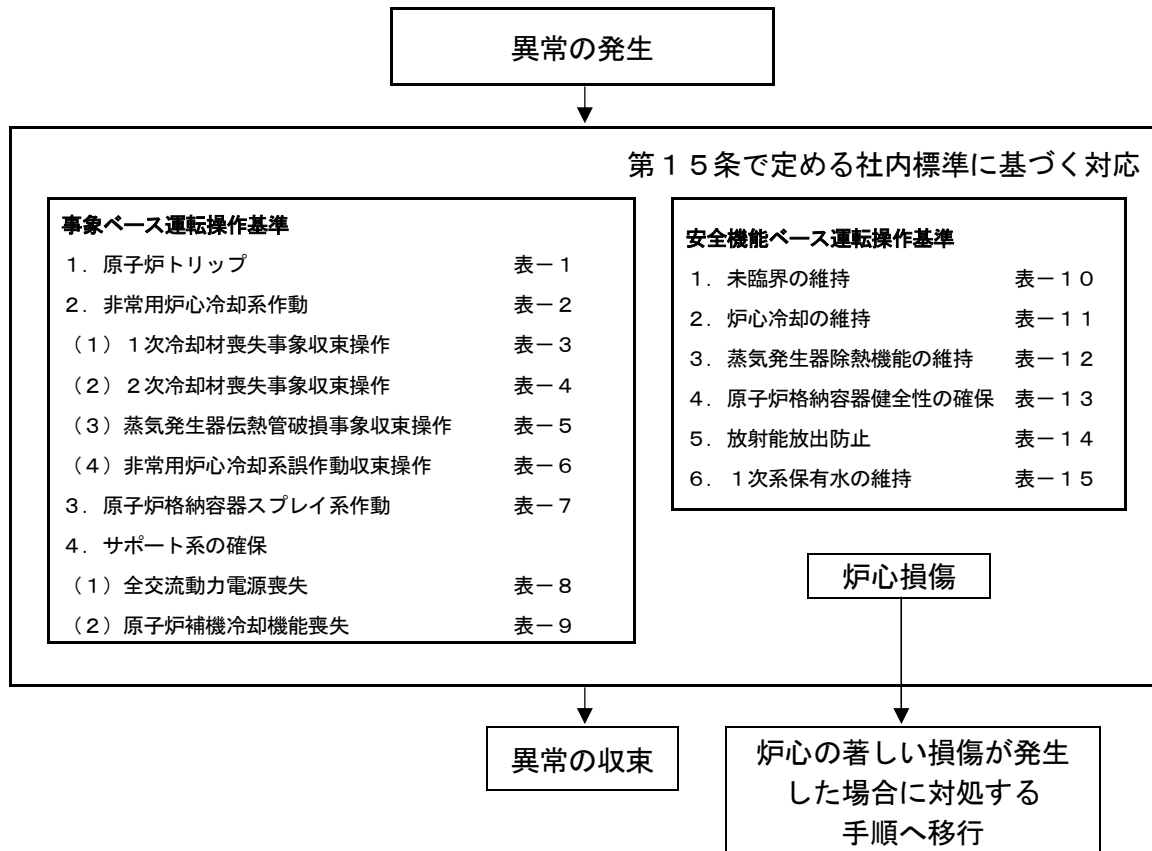 異常の発生
第１５条で定める社内標準に基づく対応
事象ベース運転操作基準
１．原子炉トリップ 表－１
２．非常用炉心冷却系作動 表－２
（１）１次冷却材喪失事象収束操作 表－３
（２）２次冷却材喪失事象収束操作 表－４
（３）蒸気発生器伝熱管破損事象収束操作 表－５
（４）非常用炉心冷却系誤作動収束操作 表－６
３．原子炉格納容器スプレイ系作動 表－７
４．サポート系の確保
（１）全交流動力電源喪失 表－８
（２）原子炉補機冷却機能喪失 表－９
安全機能ベース運転操作基準
１．未臨界の維持 表－１０
２．炉心冷却の維持 表－１１
３．蒸気発生器除熱機能の維持 表－１２
４．原子炉格納容器健全性の確保 表－１３
５．放射能放出防止 表－１４
６．１次系保有水の維持 表－１５
炉心損傷
異常の収束
炉心の著しい損傷が発生
した場合に対処する
手順へ移行